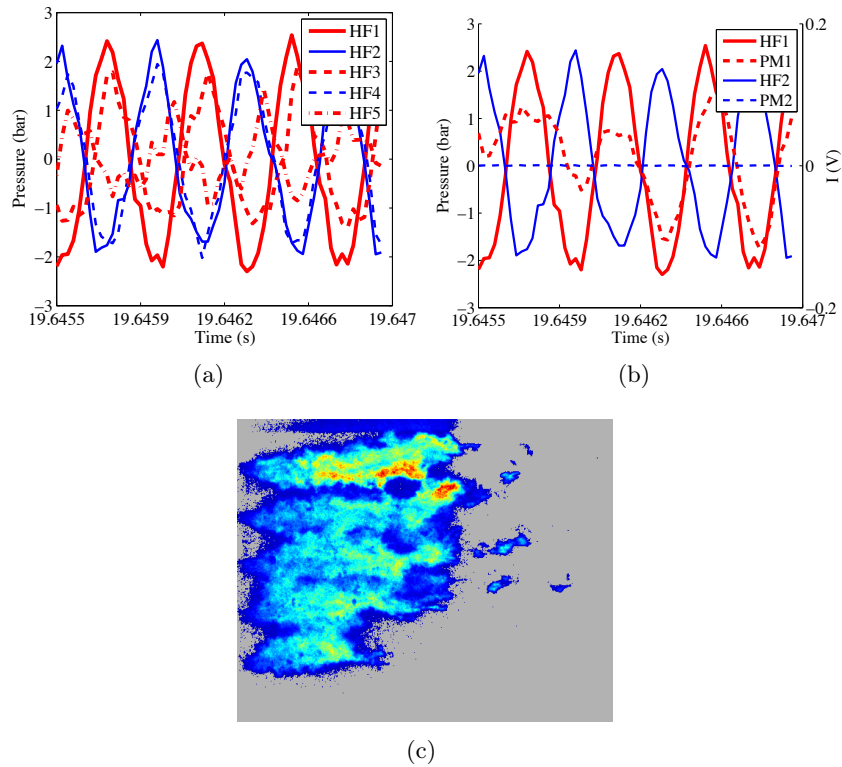 3
2
1
0
−1
−2
−3
Pressure (bar)
19.6455 19.6459 19.6462 19.6466 19.647
Time (s)
HF1
HF2
HF3
HF4
HF5
(a)
3
2
1
0
−1
−2
−3
Pressure (bar)
19.6455 19.6459 19.6462 19.6466 19.647
Time (s)
0.2
0
−0.2
I (V)
HF1
PM1
HF2
PM2
(b)
(c)